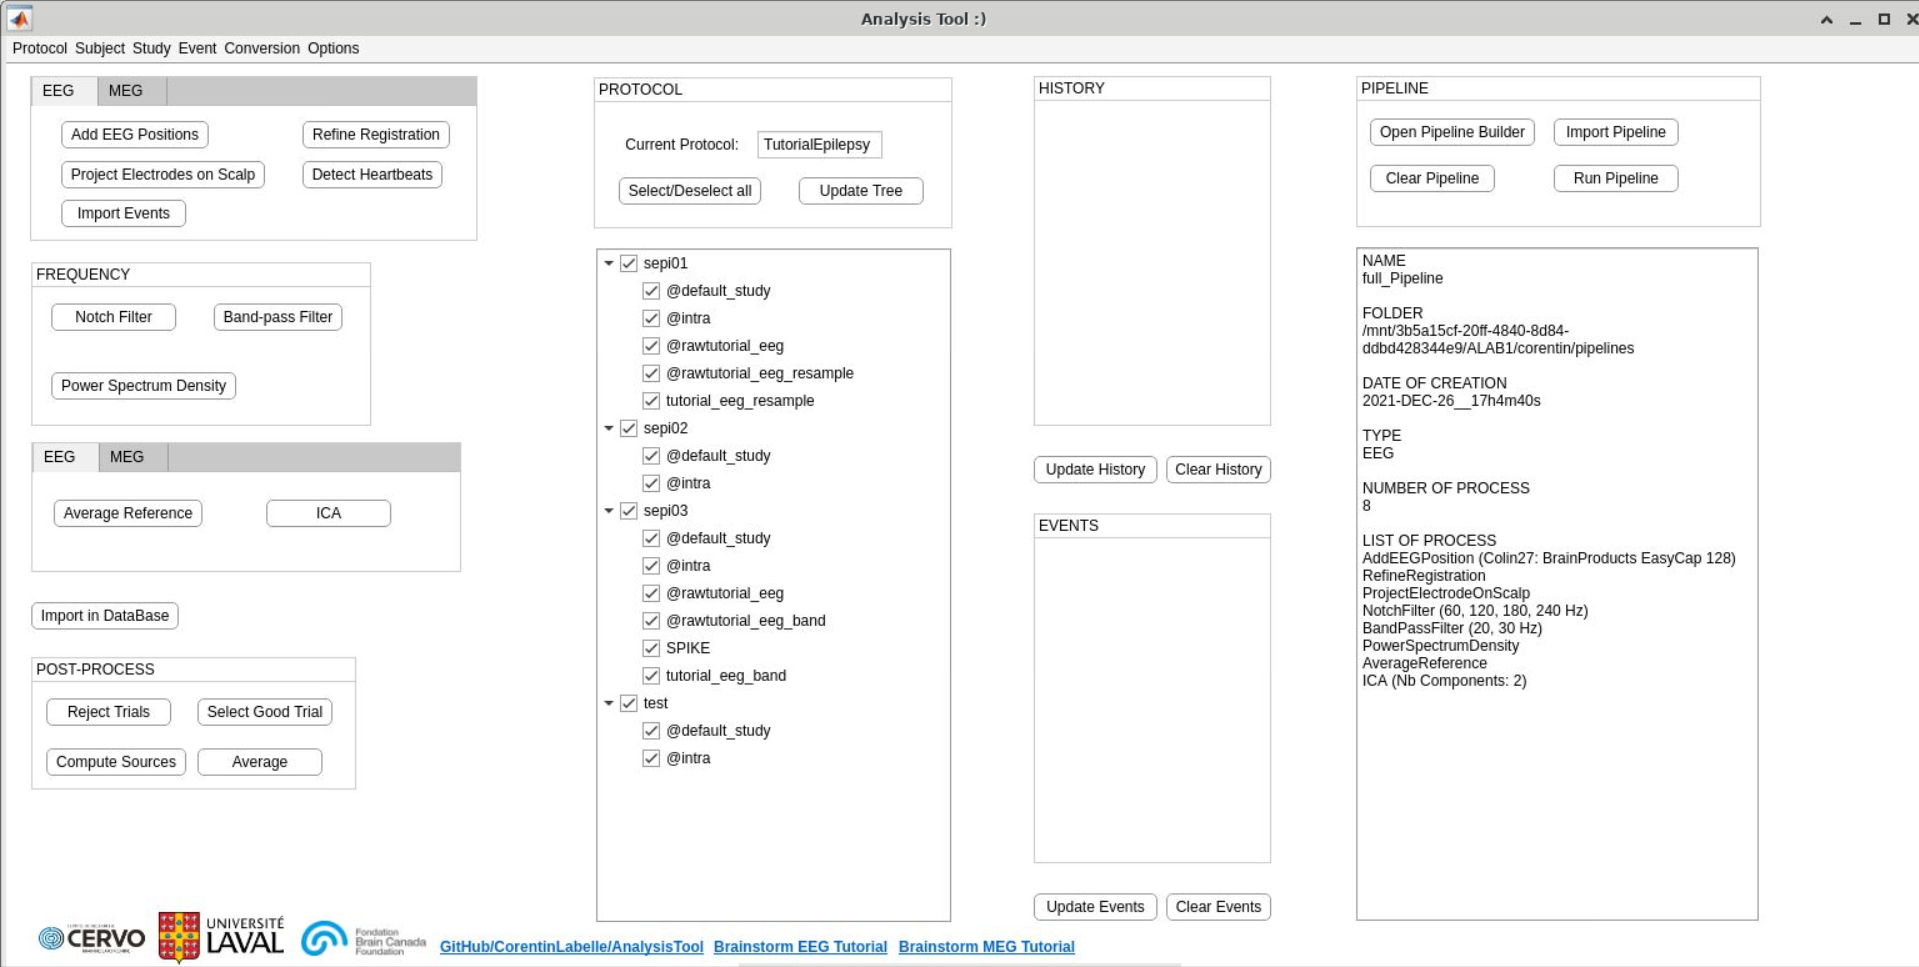 Analysis Tool :)
Protocol Subject Study Event Conversion Options
EEG MEG
Add EEG Positions Refine Registration
Project Electrodes on Scalp Detect Heartbeats
Import Events
FREQUENCY
Notch Filter Band-pass Filter
Power Spectrum Density
EEG MEG
Average Reference ICA
Import in DataBase
POST-PROCESS
Reject Trials Select Good Trial
Compute Sources Average
PROTOCOL
Current Protocol: TutorialEpilepsy
Select/Deselect all Update Tree
sepi01
@default_study
@intra
@rawtutorial_eeg
@rawtutorial_eeg_resample
tutorial_eeg_resample
sepi02
@default_study
@intra
sepi03
@default_study
@intra
@rawtutorial_eeg
@rawtutorial_eeg_band
SPIKE
tutorial_eeg_band
test
@default_study
@intra
HISTORY
Update History Clear History
EVENTS
Update Events Clear Events
PIPELINE
Open Pipeline Builder Import Pipeline
Clear Pipeline Run Pipeline
NAME
full_Pipeline
FOLDER
/mnt/3b5a15cf-20ff-4840-8d84-
ddbd428344e9/ALAB1/corentin/pipelines
DATE OF CREATION
2021-DEC-26__17h4m40s
TYPE
EEG
NUMBER OF PROCESS
8
LIST OF PROCESS
AddEEGPosition (Colin27: BrainProducts EasyCap 128)
RefineRegistration
ProjectElectrodeOnScalp
NotchFilter (60, 120, 180, 240 Hz)
BandPassFilter (20, 30 Hz)
PowerSpectrumDensity
AverageReference
ICA (Nb Components: 2)
CERVO
UNIVERSITÉ
LAVAL
Fondation
Brain Canada
Foundation
GitHub/CorentinLabelle/AnalysisTool Brainstorm EEG Tutorial Brainstorm MEG Tutorial